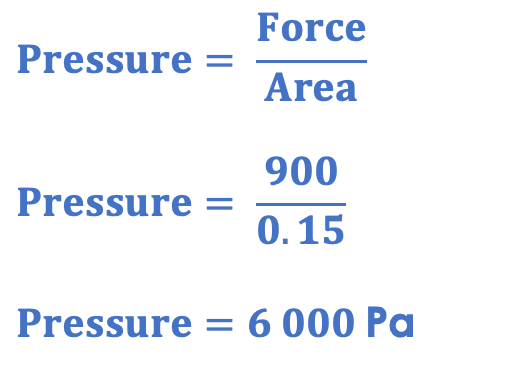 Pressure = Force / Area
Pressure = 900 / 0.15
Pressure = 6 000 Pa